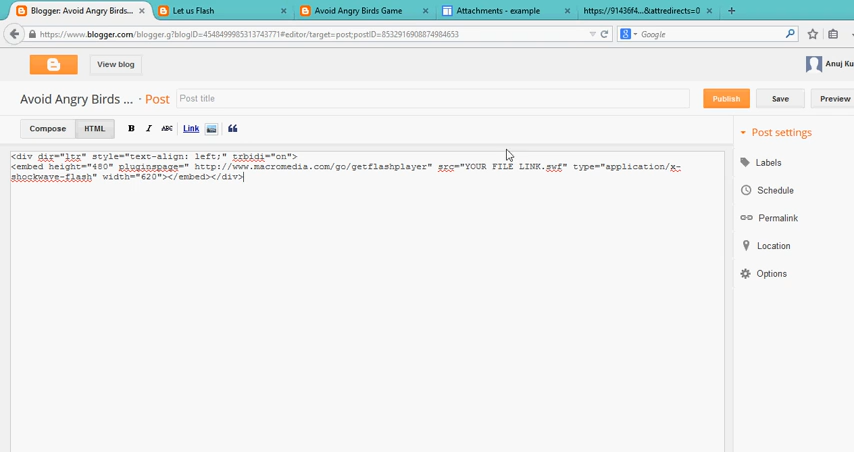 Blogger: Avoid Angry Birds... × Let us Flash × Avoid Angry Birds Game × Attachments - example × https://91436f4...&attredirects=0 × +
https://www.blogger.com/blogger.g?blogID=4548499985313743771#editor/target=post;postID=8532916908874984653 Google
View blog Anuj Ku
Avoid Angry Birds ... · Post Post title Publish Save Preview
Compose HTML B I ABC Link Post settings
<div dir="ltr" style="text-align: left;" trbidi="on">
<embed height="480" pluginspage=" http://www.macromedia.com/go/getflashplayer" src="YOUR FILE LINK.swf" type="application/x-
shockwave-flash" width="620"></embed></div>
Labels
Schedule
Permalink
Location
Options